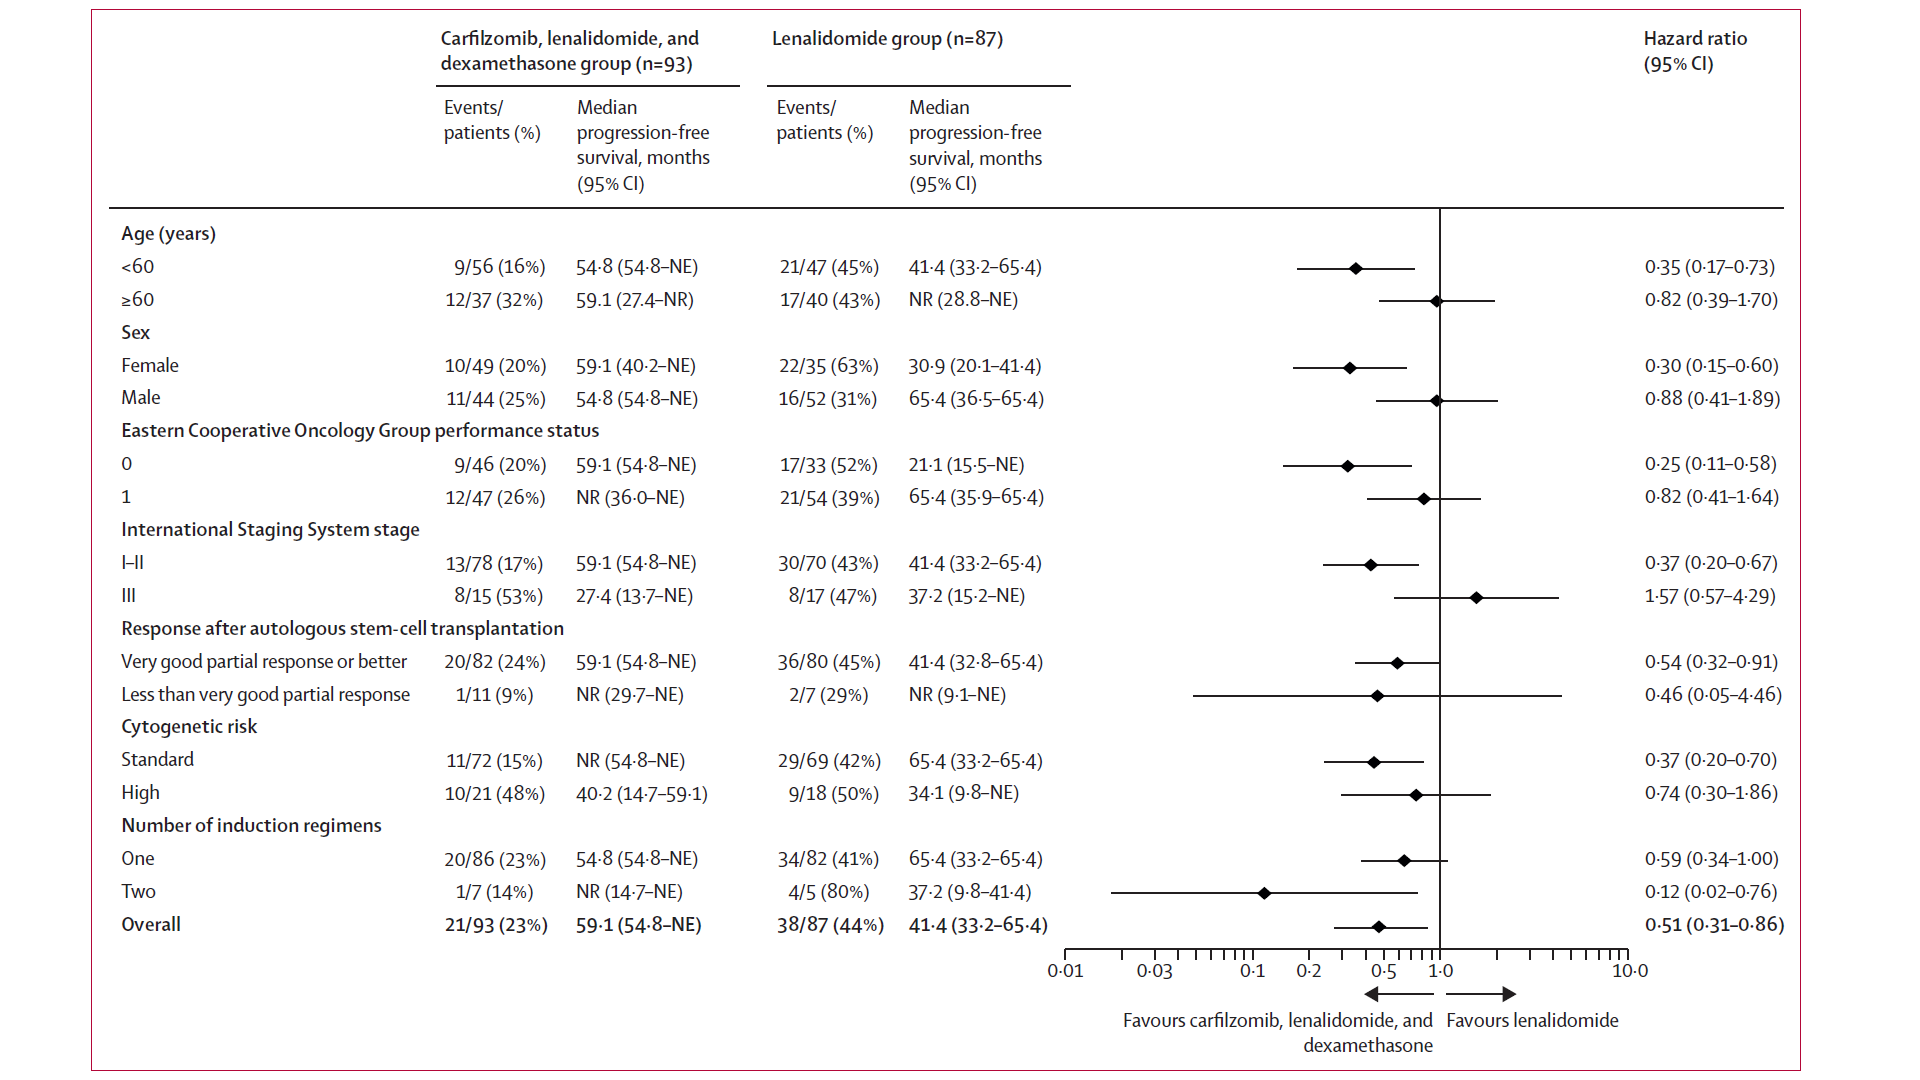 Carfilzomib, lenalidomide, and
dexamethasone group (n=93)
Lenalidomide group (n=87)
Hazard ratio
(95% CI)
Events/
patients (%)
Median
progression-free
survival, months
(95% CI)
Events/
patients (%)
Median
progression-free
survival, months
(95% CI)
Age (years)
<60 9/56 (16%) 54·8 (54·8–NE) 21/47 (45%) 41·4 (33·2–65·4) 0·35 (0·17–0·73)
≥60 12/37 (32%) 59.1 (27.4–NR) 17/40 (43%) NR (28.8–NE) 0·82 (0·39–1·70)
Sex
Female 10/49 (20%) 59·1 (40·2–NE) 22/35 (63%) 30·9 (20·1–41·4) 0·30 (0·15–0·60)
Male 11/44 (25%) 54·8 (54·8–NE) 16/52 (31%) 65·4 (36·5–65·4) 0·88 (0·41–1·89)
Eastern Cooperative Oncology Group performance status
0 9/46 (20%) 59·1 (54·8–NE) 17/33 (52%) 21·1 (15·5–NE) 0·25 (0·11–0·58)
1 12/47 (26%) NR (36·0–NE) 21/54 (39%) 65·4 (35·9–65·4) 0·82 (0·41–1·64)
International Staging System stage
I–II 13/78 (17%) 59·1 (54·8–NE) 30/70 (43%) 41·4 (33·2–65·4) 0·37 (0·20–0·67)
III 8/15 (53%) 27·4 (13·7–NE) 8/17 (47%) 37·2 (15·2–NE) 1·57 (0·57–4·29)
Response after autologous stem-cell transplantation
Very good partial response or better 20/82 (24%) 59·1 (54·8–NE) 36/80 (45%) 41·4 (32·8–65·4) 0·54 (0·32–0·91)
Less than very good partial response 1/11 (9%) NR (29·7–NE) 2/7 (29%) NR (9·1–NE) 0·46 (0·05–4·46)
Cytogenetic risk
Standard 11/72 (15%) NR (54·8–NE) 29/69 (42%) 65·4 (33·2–65·4) 0·37 (0·20–0·70)
High 10/21 (48%) 40·2 (14·7–59·1) 9/18 (50%) 34·1 (9·8–NE) 0·74 (0·30–1·86)
Number of induction regimens
One 20/86 (23%) 54·8 (54·8–NE) 34/82 (41%) 65·4 (33·2–65·4) 0·59 (0·34–1·00)
Two 1/7 (14%) NR (14·7–NE) 4/5 (80%) 37·2 (9·8–41·4) 0·12 (0·02–0·76)
Overall 21/93 (23%) 59·1 (54·8–NE) 38/87 (44%) 41·4 (33·2–65·4) 0·51 (0·31–0·86)
0·01 0·03 0·1 0·2 0·5 1·0 10·0
Favours carfilzomib, lenalidomide, and
dexamethasone
Favours lenalidomide